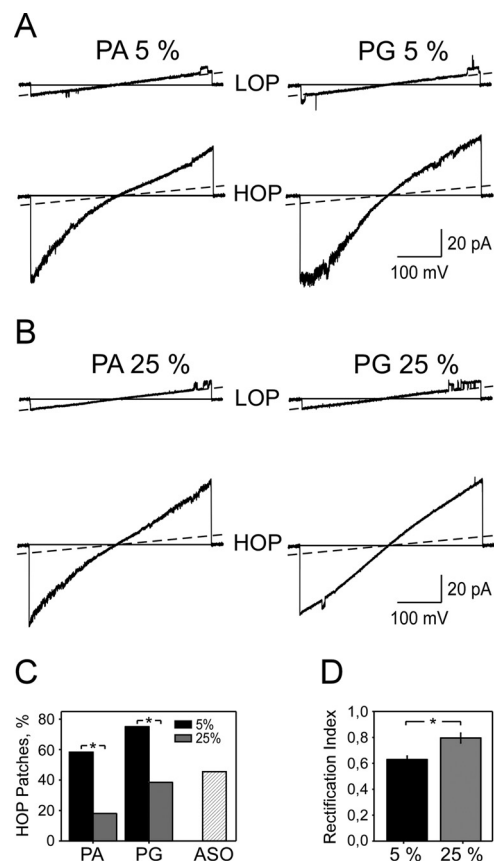 A
PA 5 %
PG 5 %
LOP
HOP
20 pA
100 mV
B
PA 25 %
PG 25 %
LOP
HOP
20 pA
100 mV
C
D
HOP Patches, %
80
60
40
20
0
* 
*
5%
25%
PA
PG
ASO
Rectification Index
1,0
0,8
0,6
0,4
0,2
0,0
*
5 %
25 %